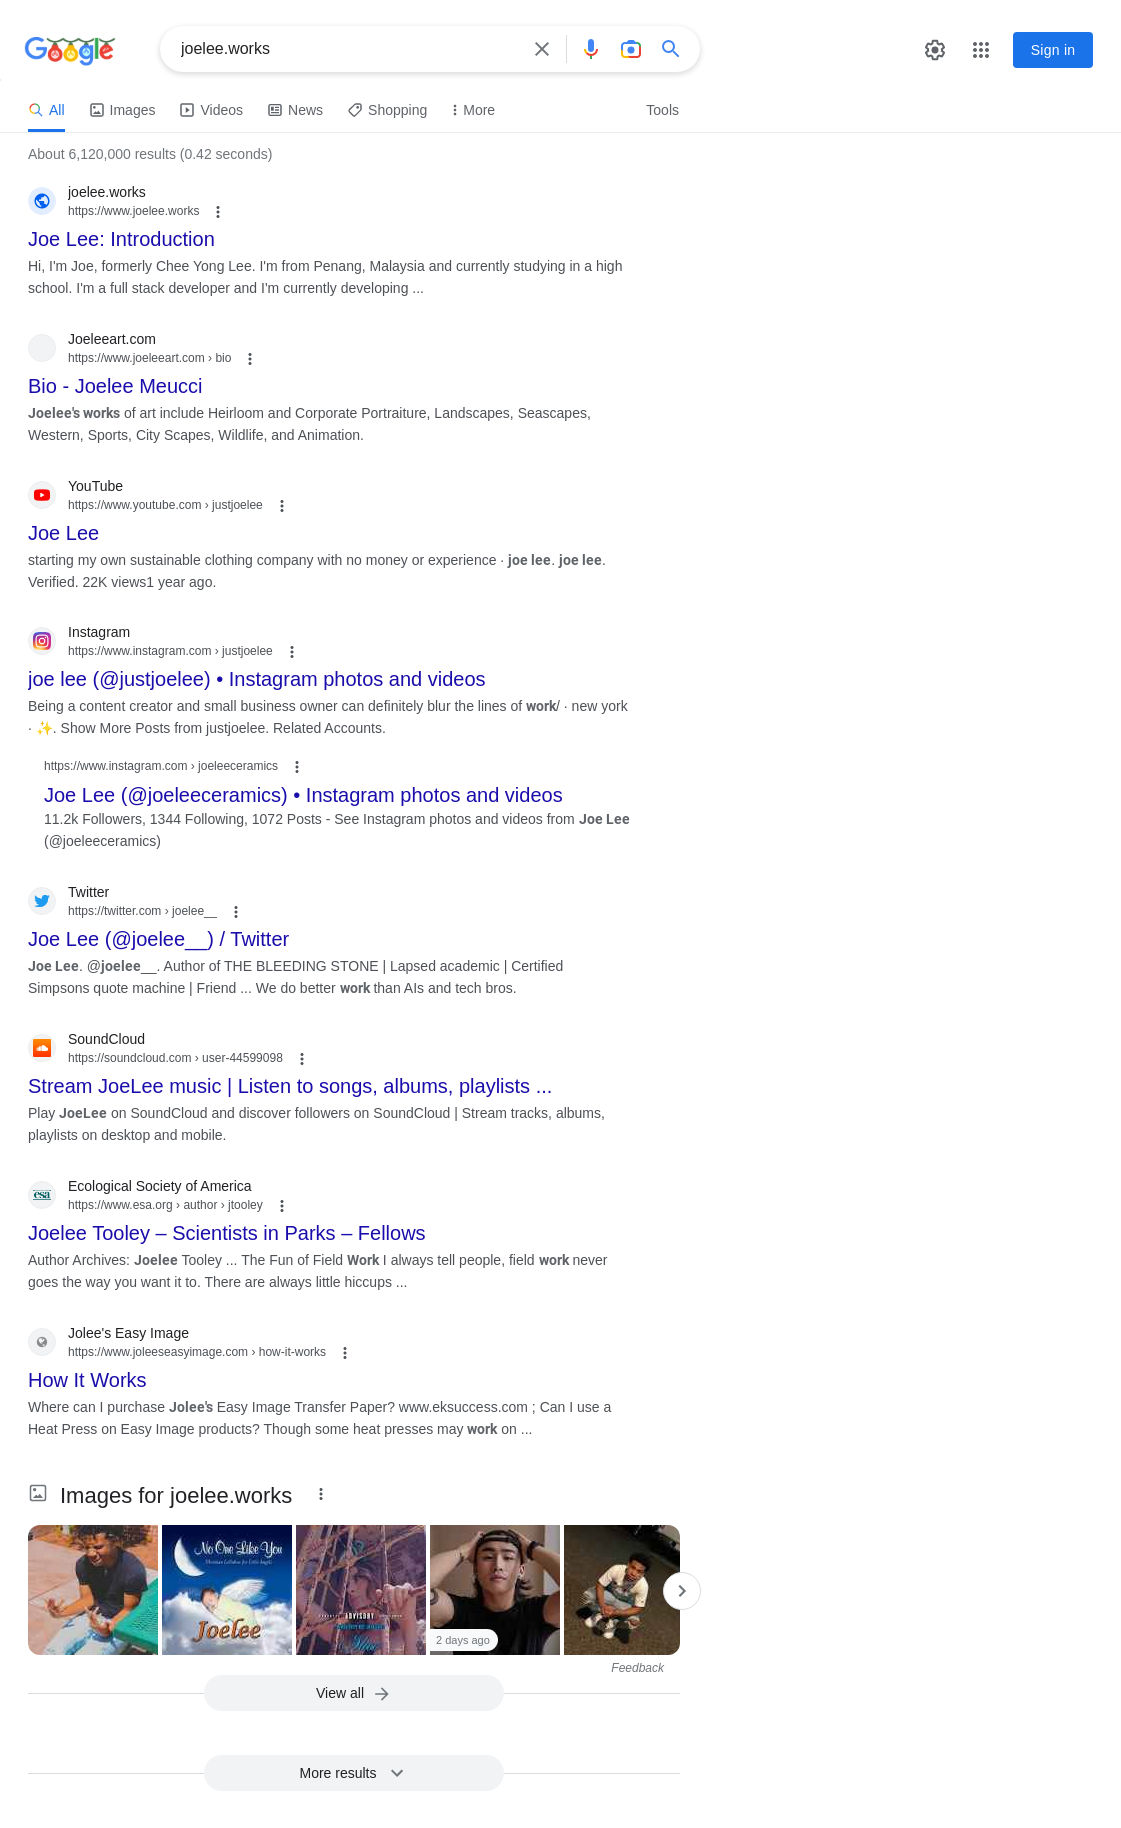 Google
joelee.works
Sign in
All
Images
Videos
News
Shopping
More
Tools
About 6,120,000 results (0.42 seconds)
joelee.works
https://www.joelee.works
Joe Lee: Introduction
Hi, I'm Joe, formerly Chee Yong Lee. I'm from Penang, Malaysia and currently studying in a high
school. I'm a full stack developer and I'm currently developing ...
Joeleeart.com
https://www.joeleeart.com › bio
Bio - Joelee Meucci
Joelee's works of art include Heirloom and Corporate Portraiture, Landscapes, Seascapes,
Western, Sports, City Scapes, Wildlife, and Animation.
YouTube
https://www.youtube.com › justjoelee
Joe Lee
starting my own sustainable clothing company with no money or experience · joe lee. joe lee.
Verified. 22K views1 year ago.
Instagram
https://www.instagram.com › justjoelee
joe lee (@justjoelee) • Instagram photos and videos
Being a content creator and small business owner can definitely blur the lines of work/ · new york
· ✨. Show More Posts from justjoelee. Related Accounts.
https://www.instagram.com › joeleeceramics
Joe Lee (@joeleeceramics) • Instagram photos and videos
11.2k Followers, 1344 Following, 1072 Posts - See Instagram photos and videos from Joe Lee
(@joeleeceramics)
Twitter
https://twitter.com › joelee__
Joe Lee (@joelee__) / Twitter
Joe Lee. @joelee__. Author of THE BLEEDING STONE | Lapsed academic | Certified
Simpsons quote machine | Friend ... We do better work than AIs and tech bros.
SoundCloud
https://soundcloud.com › user-44599098
Stream JoeLee music | Listen to songs, albums, playlists ...
Play JoeLee on SoundCloud and discover followers on SoundCloud | Stream tracks, albums,
playlists on desktop and mobile.
esa
Ecological Society of America
https://www.esa.org › author › jtooley
Joelee Tooley – Scientists in Parks – Fellows
Author Archives: Joelee Tooley ... The Fun of Field Work I always tell people, field work never
goes the way you want it to. There are always little hiccups ...
Jolee's Easy Image
https://www.joleeseasyimage.com › how-it-works
How It Works
Where can I purchase Jolee's Easy Image Transfer Paper? www.eksuccess.com ; Can I use a
Heat Press on Easy Image products? Though some heat presses may work on ...
Images for joelee.works
No One Like You
Joelee
ADVISORY
2 days ago
Feedback
View all
More results